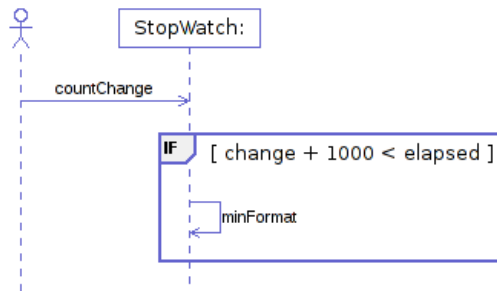 StopWatch:
countChange
IF
[ change + 1000 < elapsed ]
minFormat